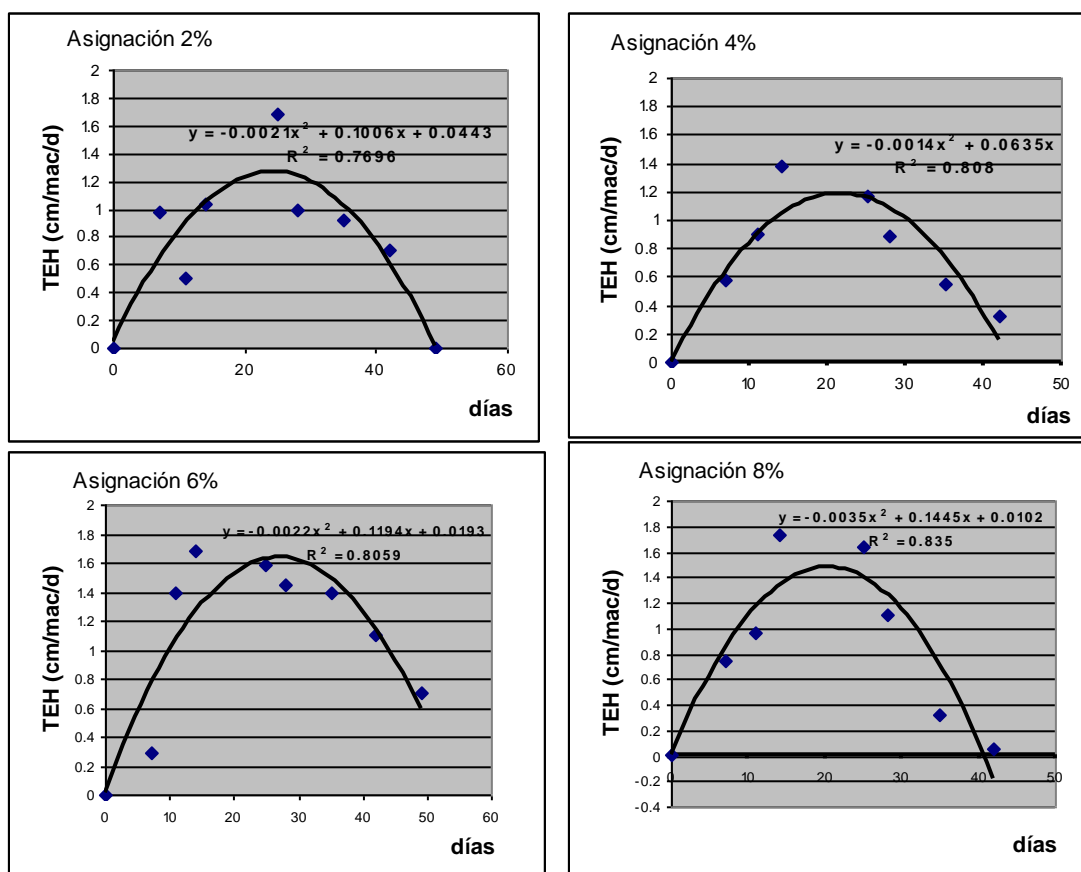 Asignación 2%
2
1.8
1.6
1.4
1.2
1
0.8
0.6
0.4
0.2
0
TEH (cm/mac/d)
y = -0.0021x² + 0.1006x + 0.0443
R² = 0.7696
0 20 40 60
días
Asignación 4%
2
1.8
1.6
1.4
1.2
1
0.8
0.6
0.4
0.2
0
TEH (cm/mac/d)
y = -0.0014x² + 0.0635x
R² = 0.808
0 10 20 30 40 50
días
Asignación 6%
2
1.8
1.6
1.4
1.2
1
0.8
0.6
0.4
0.2
0
TEH (cm/mac/d)
y = -0.0022x² + 0.1194x + 0.0193
R² = 0.8059
0 10 20 30 40 50 60
días
Asignación 8%
2
1.8
1.6
1.4
1.2
1
0.8
0.6
0.4
0.2
0
-0.2
-0.4
TEH (cm/mac/d)
y = -0.0035x² + 0.1445x + 0.0102
R² = 0.835
0 10 20 30 40 50
días